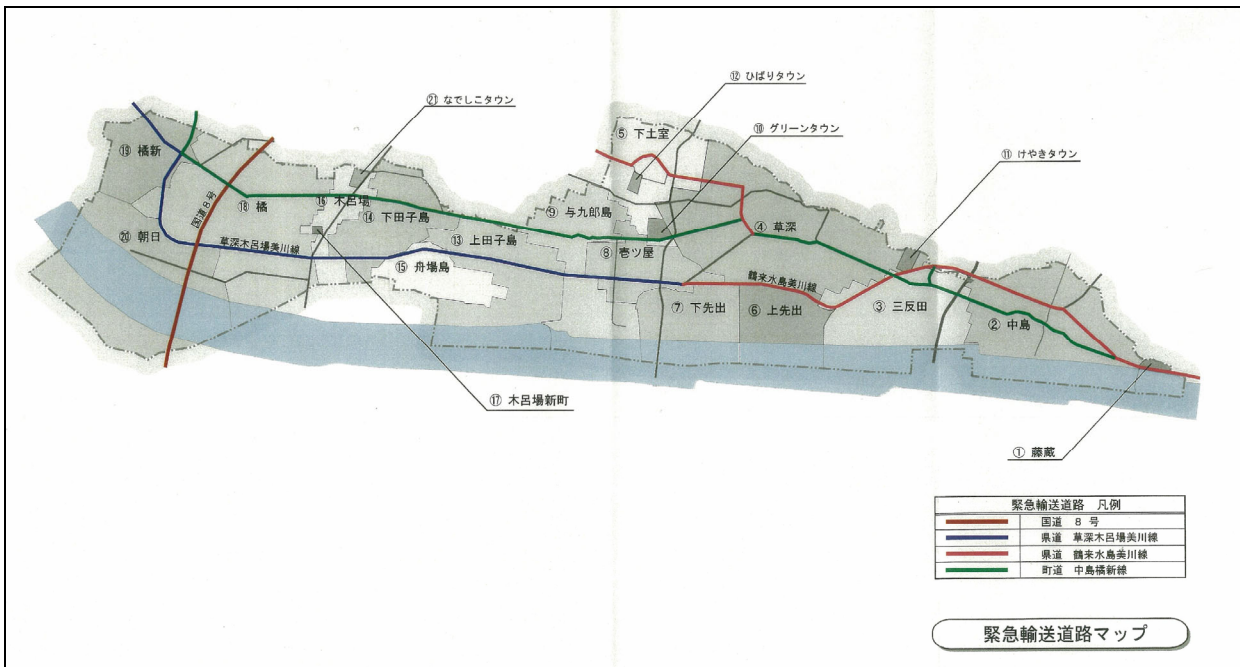 ⑫ ひばりタウン
㉑ なでしこタウン
⑤ 下土室
⑩ グリーンタウン
⑪ けやきタウン
⑲ 橘新
国道8号
⑱ 橘
⑯ 木呂場
⑭ 下田子島
⑨ 与九郎島
④ 草深
⑳ 朝日
草深木呂場美川線
⑬ 上田子島
⑧ 壱ツ屋
⑮ 舟場島
鶴来水島美川線
⑦ 下先出
⑥ 上先出
③ 三反田
② 中島
⑰ 木呂場新町
① 藤蔵
緊急輸送道路 凡例
国道 8 号
県道 草深木呂場美川線
県道 鶴来水島美川線
町道 中島橘新線
緊急輸送道路マップ